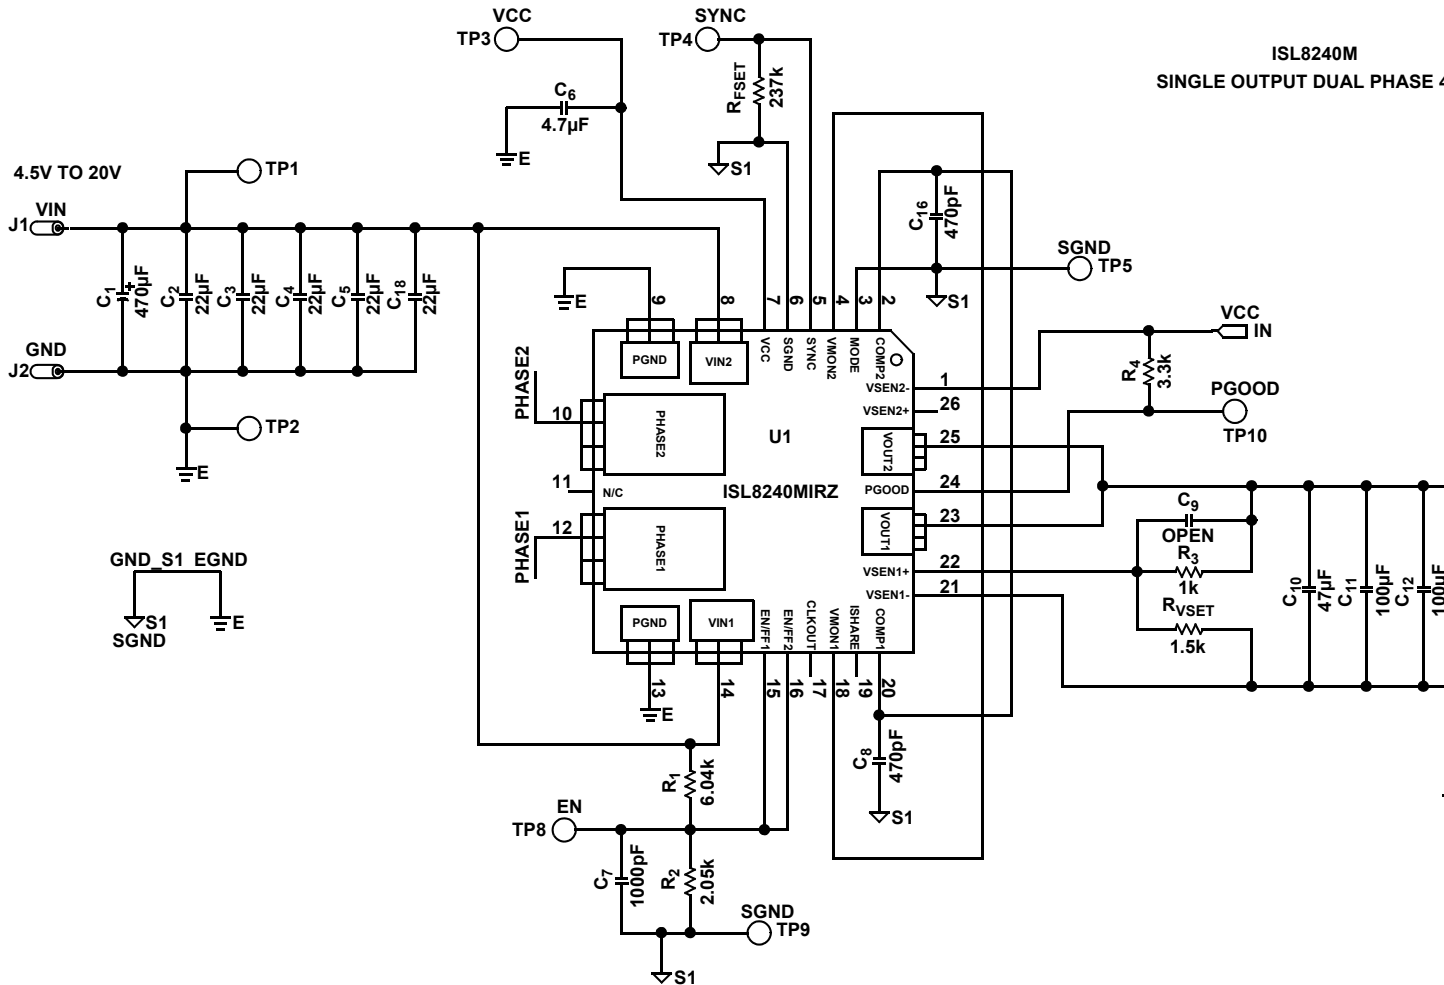 VCC
TP3
SYNC
TP4
ISL8240M
SINGLE OUTPUT DUAL PHASE
RFSET
237k
C6
4.7µF
E
S1
4.5V TO 20V
TP1
VIN
J1
C1
+
470µF
C2
22µF
C3
22µF
C4
22µF
C5
22µF
C18
22µF
GND
J2
TP2
E
E
C16
470pF
SGND
TP5
S1
VCC
IN
R4
3.3k
PGOOD
TP10
9
8
7
6
5
4
3
2
PGND
VIN2
VCC
SGND
SYNC
VMON2
MODE
COMP2
VSEN2-
1
VSEN2+
26
PHASE2
10
PHASE2
U1
VOUT2
25
11
N/C
ISL8240MIRZ
PGOOD
24
PHASE1
12
PHASE1
VOUT1
23
VSEN1+
22
VSEN1-
21
PGND
VIN1
EN/FF1
EN/FF2
CLKOUT
VMON1
ISHARE
COMP1
13
14
15
16
17
18
19
20
E
C9
OPEN
R3
1k
RVSET
1.5k
C10
47µF
C11
100µF
C12
100µF
GND_S1 EGND
S1
SGND
E
R1
6.04k
C8
470pF
S1
EN
TP8
C7
1000pF
R2
2.05k
SGND
TP9
S1